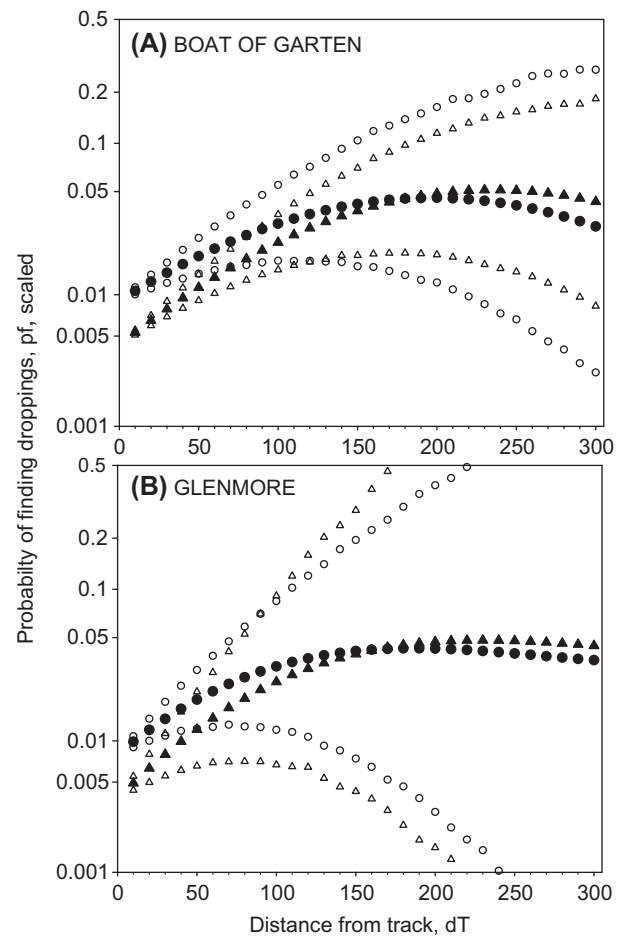 0.5
(A) BOAT OF GARTEN
0.2
0.1
0.05
0.01
0.005
0.001
0 50 100 150 200 250 300
0.5
(B) GLENMORE
0.2
0.1
0.05
0.01
0.005
0.001
0 50 100 150 200 250 300
Distance from track, dT
Probabilty of finding droppings, pf, scaled